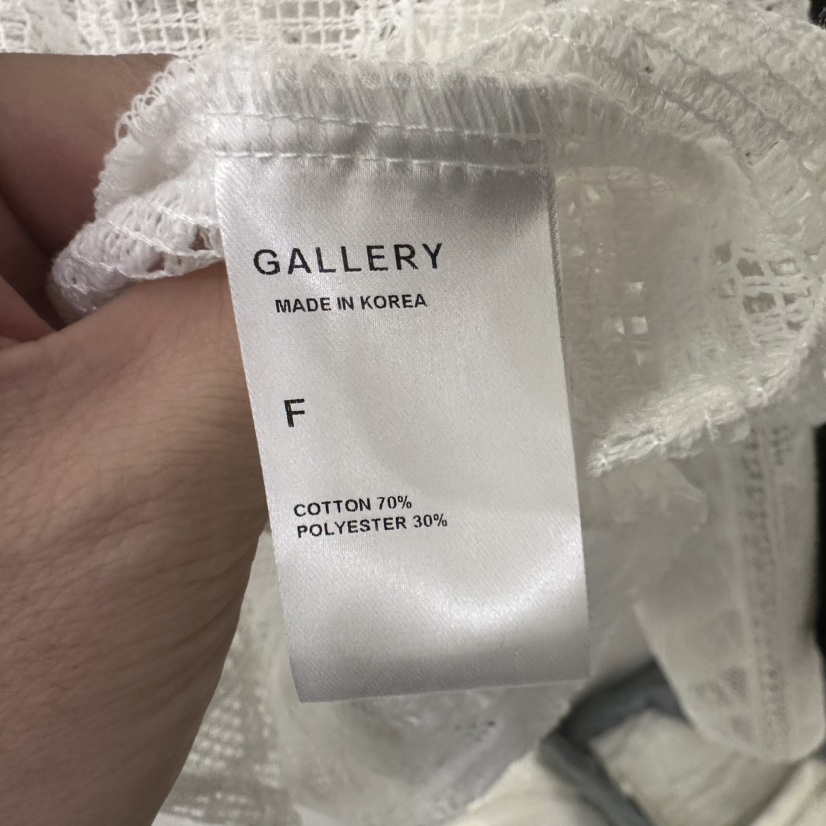 GALLERY
MADE IN KOREA
F
COTTON 70%
POLYESTER 30%